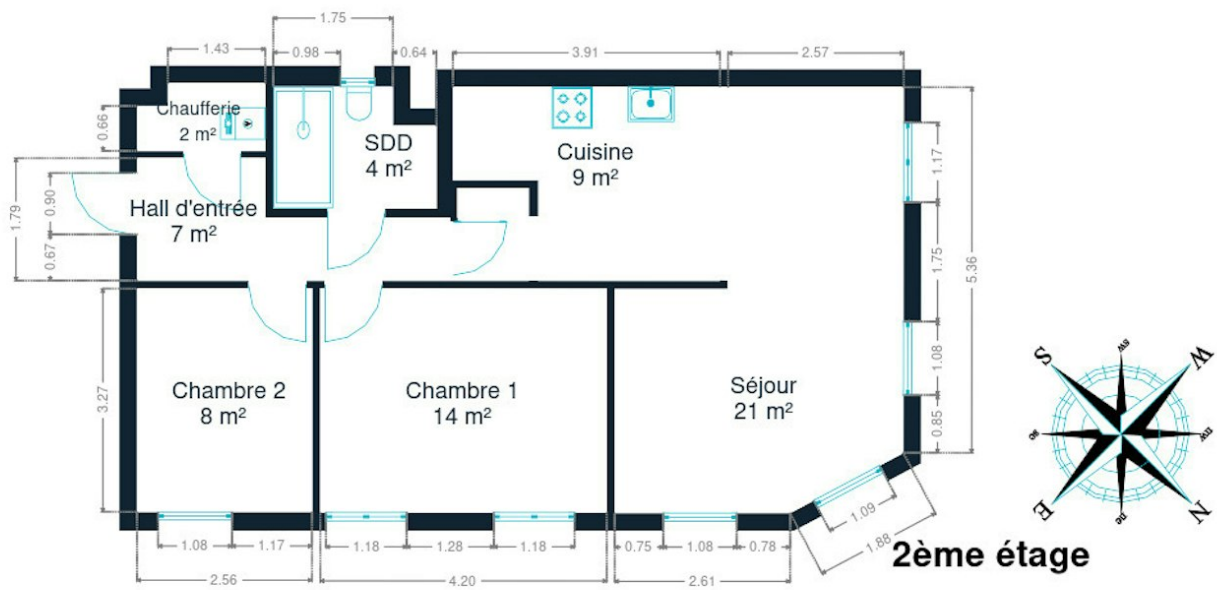 1.75
1.43
0.98
0.64
3.91
2.57
Chaufferie
2 m²
0.66
SDD
4 m²
Cuisine
9 m²
1.17
Hall d'entrée
7 m²
1.79
0.90
0.67
1.75
5.36
Chambre 2
8 m²
Chambre 1
14 m²
Séjour
21 m²
3.27
1.08
0.85
S
sw
W
se
nw
E
ne
N
1.08
1.17
1.18
1.28
1.18
0.75
1.08
0.78
1.09
1.88
2.56
4.20
2.61
2ème étage